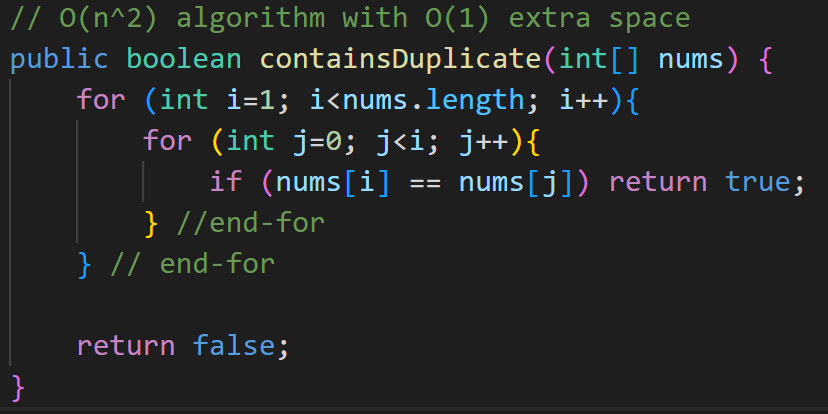 // O(n^2) algorithm with O(1) extra space
public boolean containsDuplicate(int[] nums) {
    for (int i=1; i<nums.length; i++){
        for (int j=0; j<i; j++){
            if (nums[i] == nums[j]) return true;
        } //end-for
    } // end-for

    return false;
}